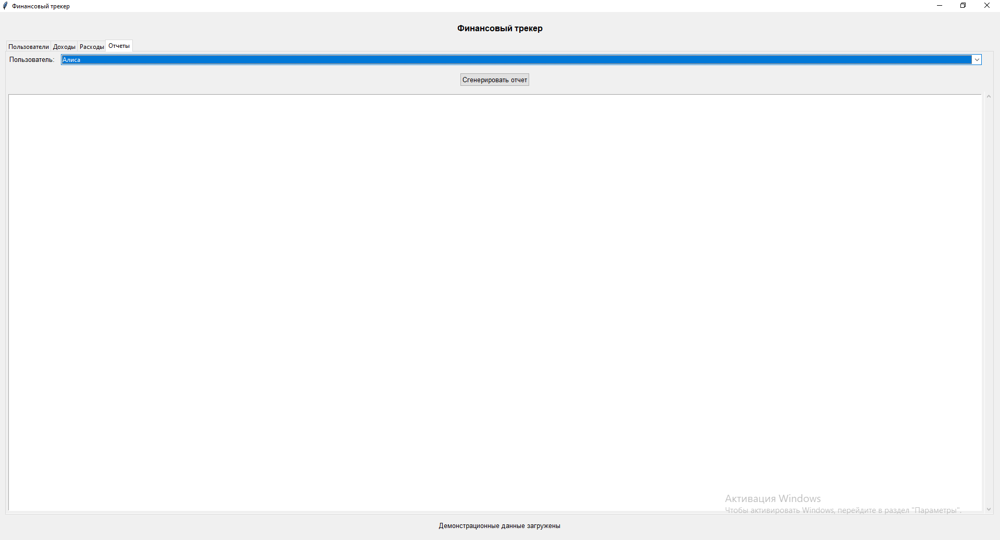 Финансовый трекер
Финансовый трекер
Пользователи Доходы Расходы Отчеты
Пользователь: Алиса
Сгенерировать отчет
Активация Windows
Чтобы активировать Windows, перейдите в раздел "Параметры".
Демонстрационные данные загружены